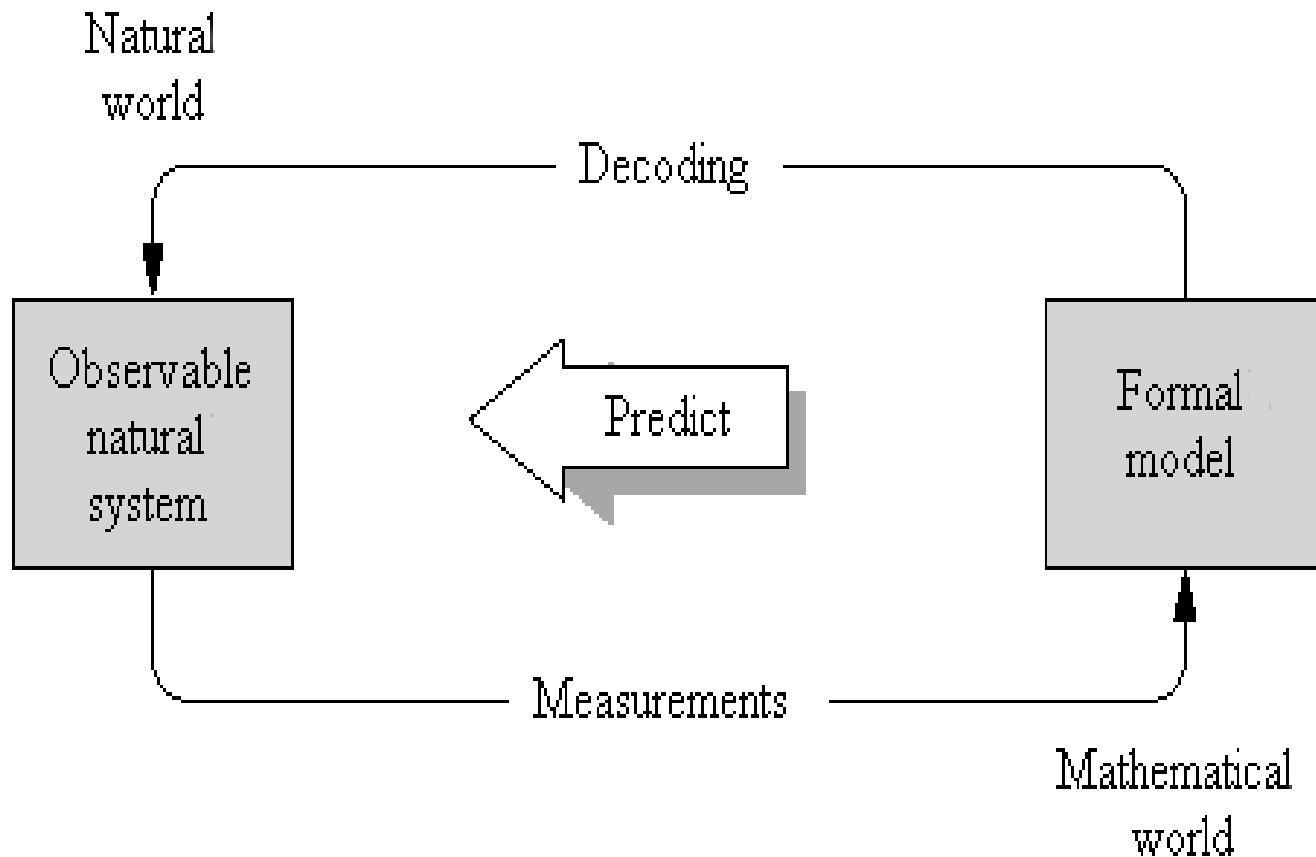 Natural
world
Decoding
Observable
natural
system
Predict
Formal
model
Measurements
Mathematical
world